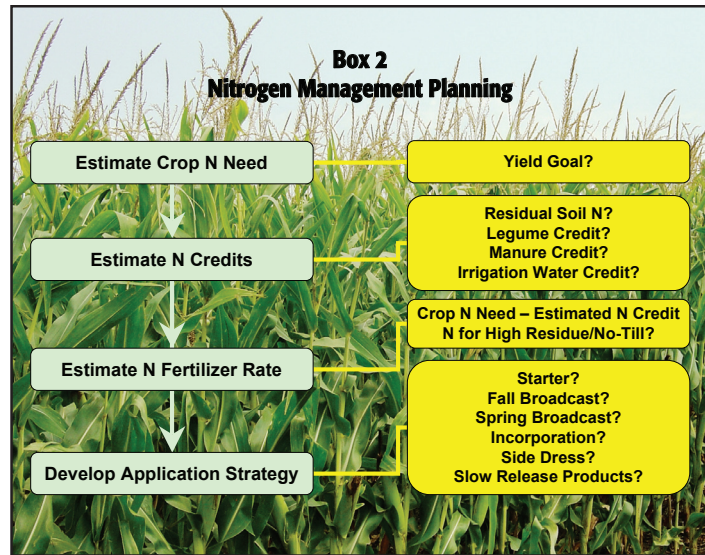 Box 2
Nitrogen Management Planning
Estimate Crop N Need
Yield Goal?
Estimate N Credits
Residual Soil N?
Legume Credit?
Manure Credit?
Irrigation Water Credit?
Estimate N Fertilizer Rate
Crop N Need – Estimated N Credit
N for High Residue/No-Till?
Develop Application Strategy
Starter?
Fall Broadcast?
Spring Broadcast?
Incorporation?
Side Dress?
Slow Release Products?